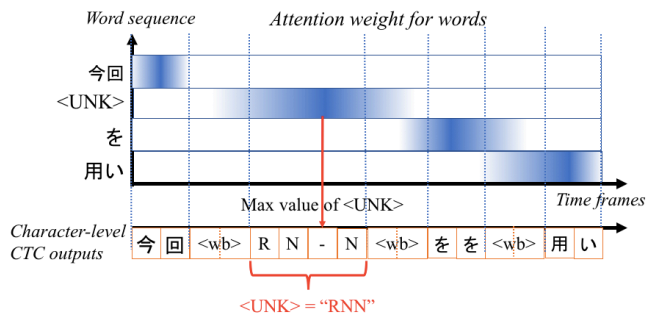 Word sequence
Attention weight for words
今回
<UNK>
を
用い
Max value of <UNK>
Time frames
Character-level
CTC outputs
今 回 <wb> R N - N <wb> を を <wb> 用 い
<UNK> = “RNN”